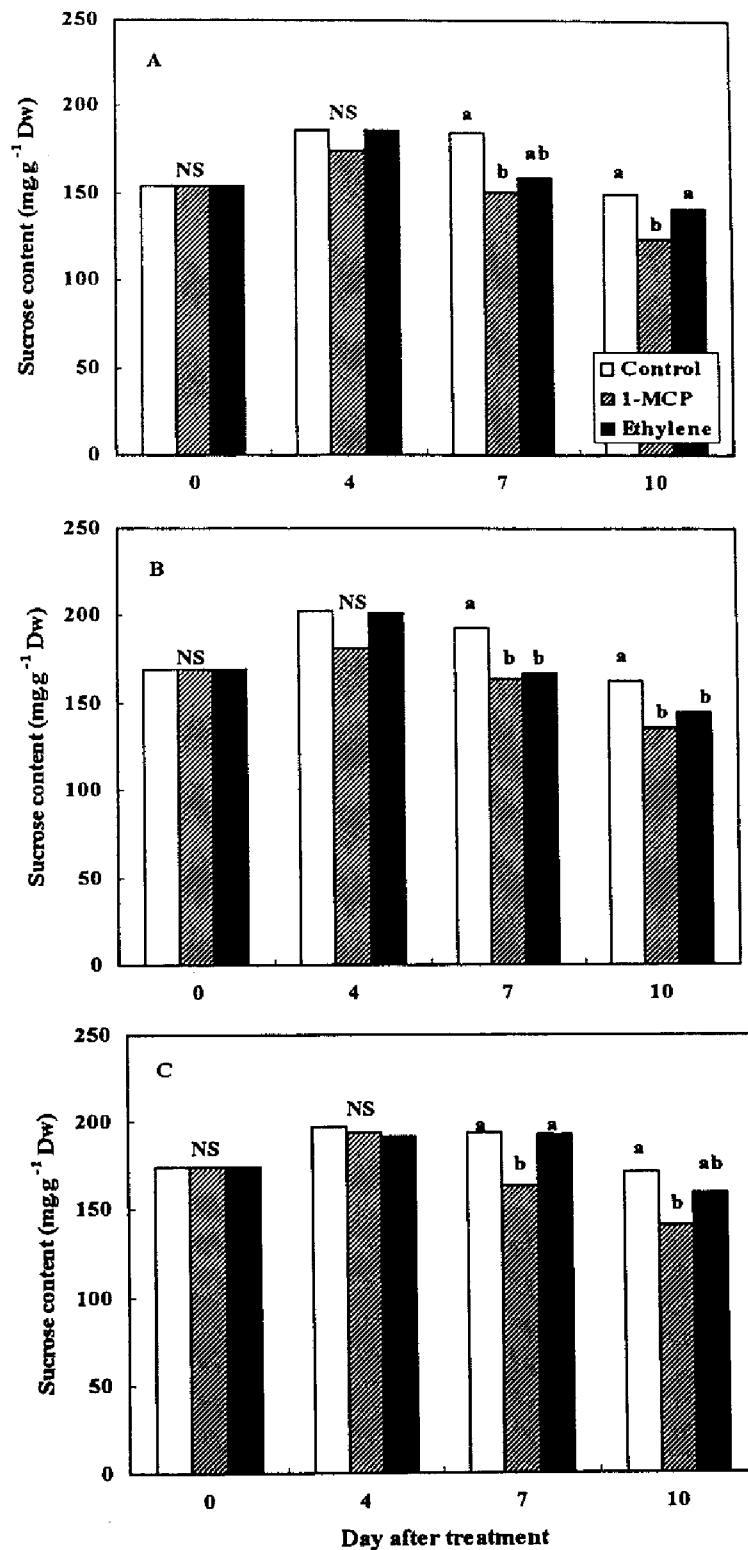 250
A
200
NS
a
Sucrose content (mg.g⁻¹ Dw)
NS
ab
a
a
150
b
b
100
Control
1-MCP
Ethylene
50
0
0 4 7 10
250
B
200
NS
a
Sucrose content (mg.g⁻¹ Dw)
NS
b b
a
150
b b
100
50
0
0 4 7 10
250
C
200
NS
a a
Sucrose content (mg.g⁻¹ Dw)
NS
b
a ab
150
b
100
50
0
0 4 7 10
Day after treatment